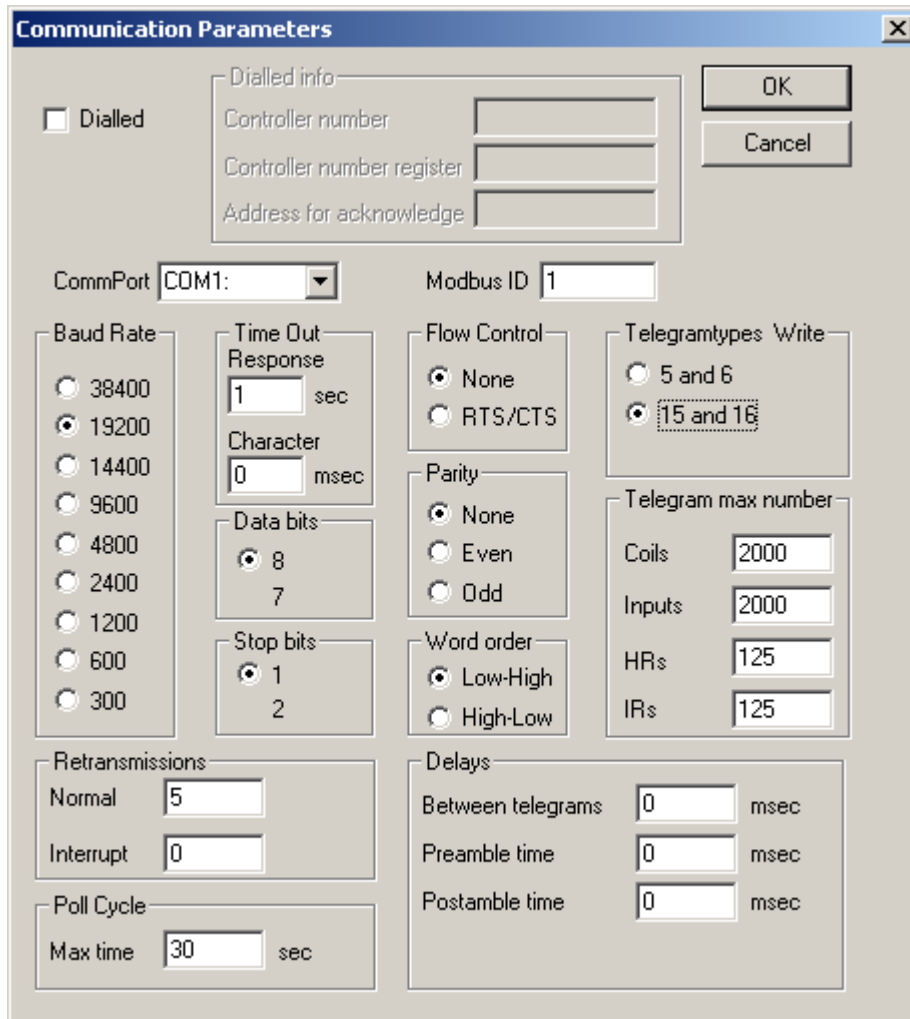 Communication Parameters
Dialled
Dialled info
Controller number
Controller number register
Address for acknowledge
OK
Cancel
CommPort COM1:
Modbus ID 1
Baud Rate
38400
19200
14400
9600
4800
2400
1200
600
300
Time Out
Response
1 sec
Character
0 msec
Data bits
8
7
Stop bits
1
2
Flow Control
None
RTS/CTS
Parity
None
Even
Odd
Word order
Low-High
High-Low
Telegramtypes Write
5 and 6
15 and 16
Telegram max number
Coils 2000
Inputs 2000
HRs 125
IRs 125
Retransmissions
Normal 5
Interrupt 0
Poll Cycle
Max time 30 sec
Delays
Between telegrams 0 msec
Preamble time 0 msec
Postamble time 0 msec